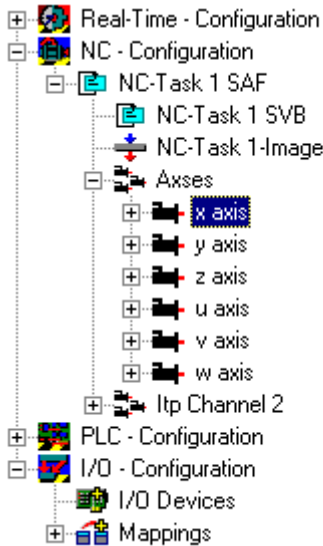 Real-Time - Configuration
NC - Configuration
NC-Task 1 SAF
NC-Task 1 SVB
NC-Task 1-Image
Axses
x axis
y axis
z axis
u axis
v axis
w axis
Itp Channel 2
PLC - Configuration
I/O - Configuration
I/O Devices
Mappings